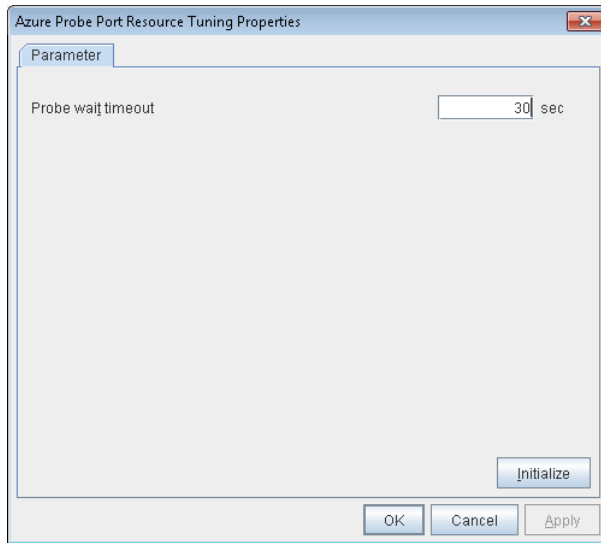 Azure Probe Port Resource Tuning Properties
Parameter
Probe wait timeout 30 sec
Initialize
OK Cancel Apply